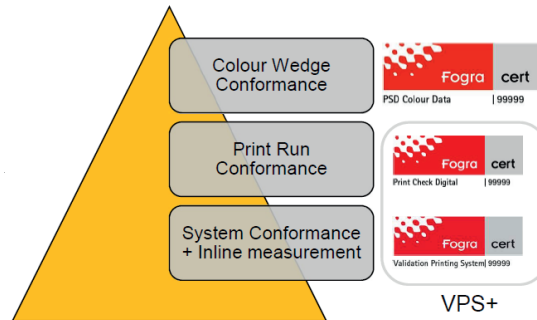 Colour Wedge
Conformance
Fogra cert
PSD Colour Data | 99999
Print Run
Conformance
Fogra cert
Print Check Digital | 99999
System Conformance
+ Inline measurement
Fogra cert
Validation Printing System| 99999
VPS+